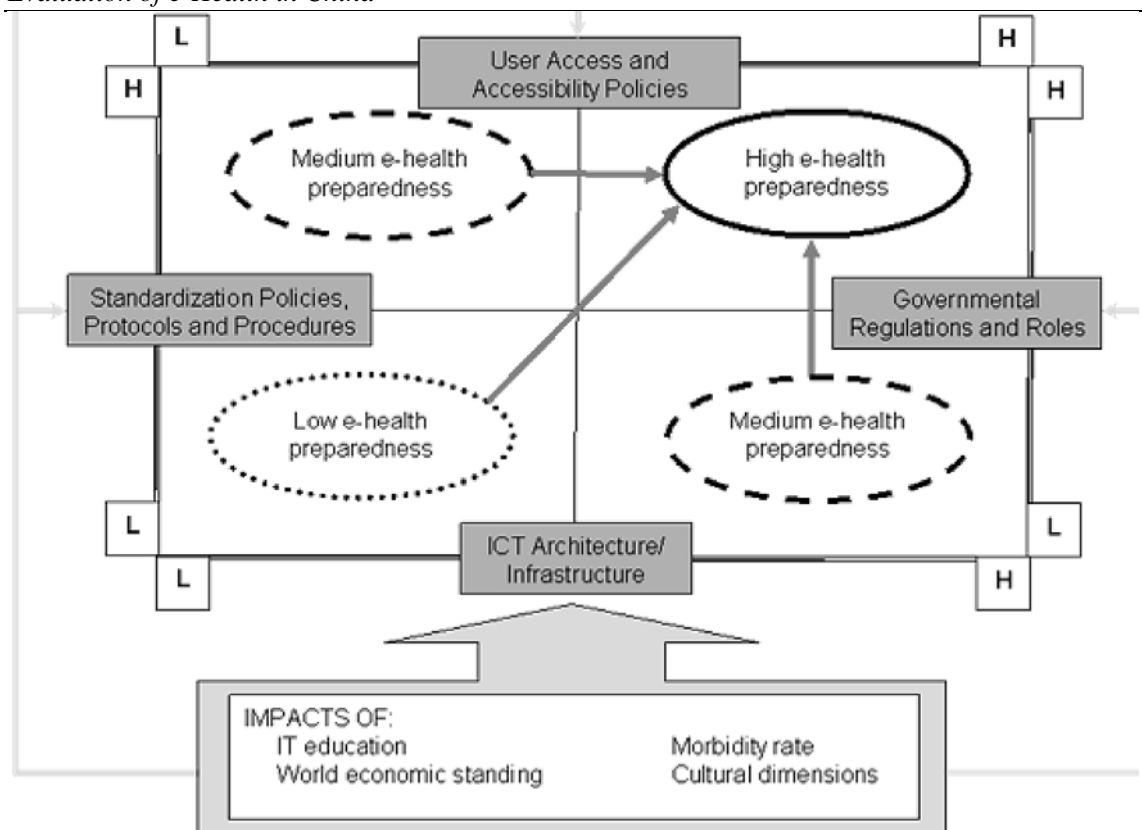 Evaluation of e-Health in China
L
H
H
H
User Access and
Accessibility Policies
Medium e-health
preparedness
High e-health
preparedness
Standardization Policies,
Protocols and Procedures
Governmental
Regulations and Roles
Low e-health
preparedness
Medium e-health
preparedness
L
L
L
H
ICT Architecture/
Infrastructure
IMPACTS OF:
IT education
World economic standing
Morbidity rate
Cultural dimensions